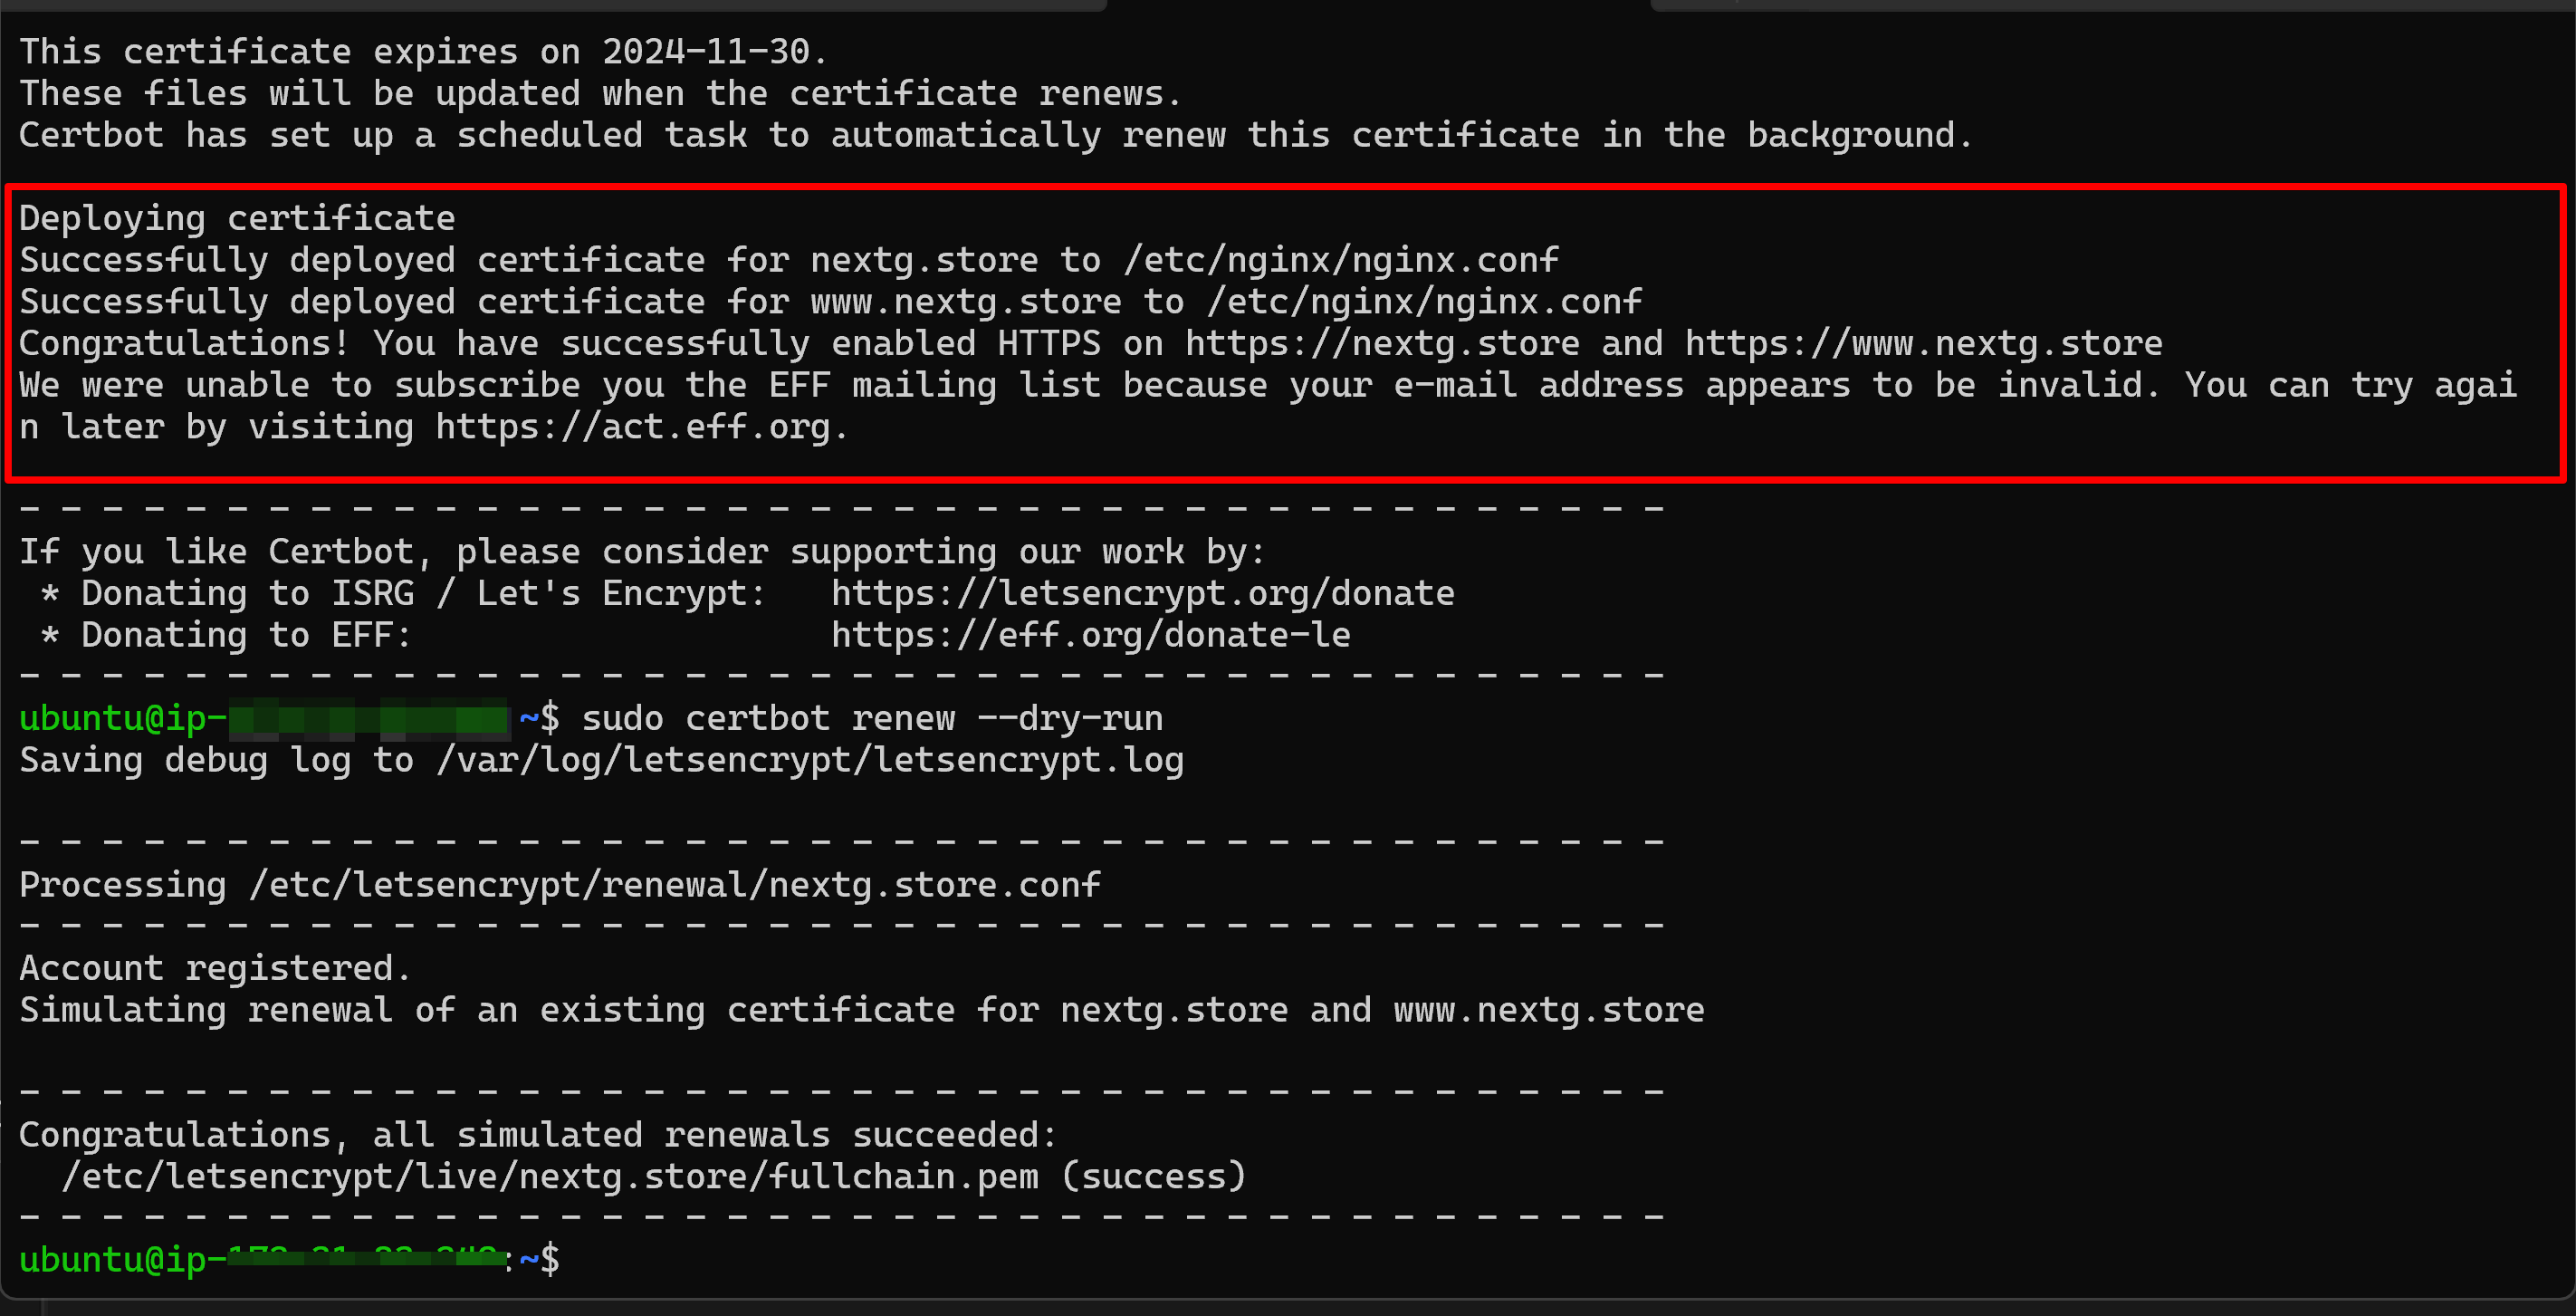 This certificate expires on 2024-11-30.
These files will be updated when the certificate renews.
Certbot has set up a scheduled task to automatically renew this certificate in the background.
Deploying certificate
Successfully deployed certificate for nextg.store to /etc/nginx/nginx.conf
Successfully deployed certificate for www.nextg.store to /etc/nginx/nginx.conf
Congratulations! You have successfully enabled HTTPS on https://nextg.store and https://www.nextg.store
We were unable to subscribe you the EFF mailing list because your e-mail address appears to be invalid. You can try agai
n later by visiting https://act.eff.org.
- - - - - - - - - - - - - - - - - - - - - - - - - - - - - - - - - - - - - - - -
If you like Certbot, please consider supporting our work by:
 * Donating to ISRG / Let's Encrypt:   https://letsencrypt.org/donate
 * Donating to EFF:                    https://eff.org/donate-le
- - - - - - - - - - - - - - - - - - - - - - - - - - - - - - - - - - - - - - - -
ubuntu@ip- ~$ sudo certbot renew --dry-run
Saving debug log to /var/log/letsencrypt/letsencrypt.log
- - - - - - - - - - - - - - - - - - - - - - - - - - - - - - - - - - - - - - - -
Processing /etc/letsencrypt/renewal/nextg.store.conf
- - - - - - - - - - - - - - - - - - - - - - - - - - - - - - - - - - - - - - - -
Account registered.
Simulating renewal of an existing certificate for nextg.store and www.nextg.store
- - - - - - - - - - - - - - - - - - - - - - - - - - - - - - - - - - - - - - - -
Congratulations, all simulated renewals succeeded:
  /etc/letsencrypt/live/nextg.store/fullchain.pem (success)
- - - - - - - - - - - - - - - - - - - - - - - - - - - - - - - - - - - - - - - -
ubuntu@ip- :~$